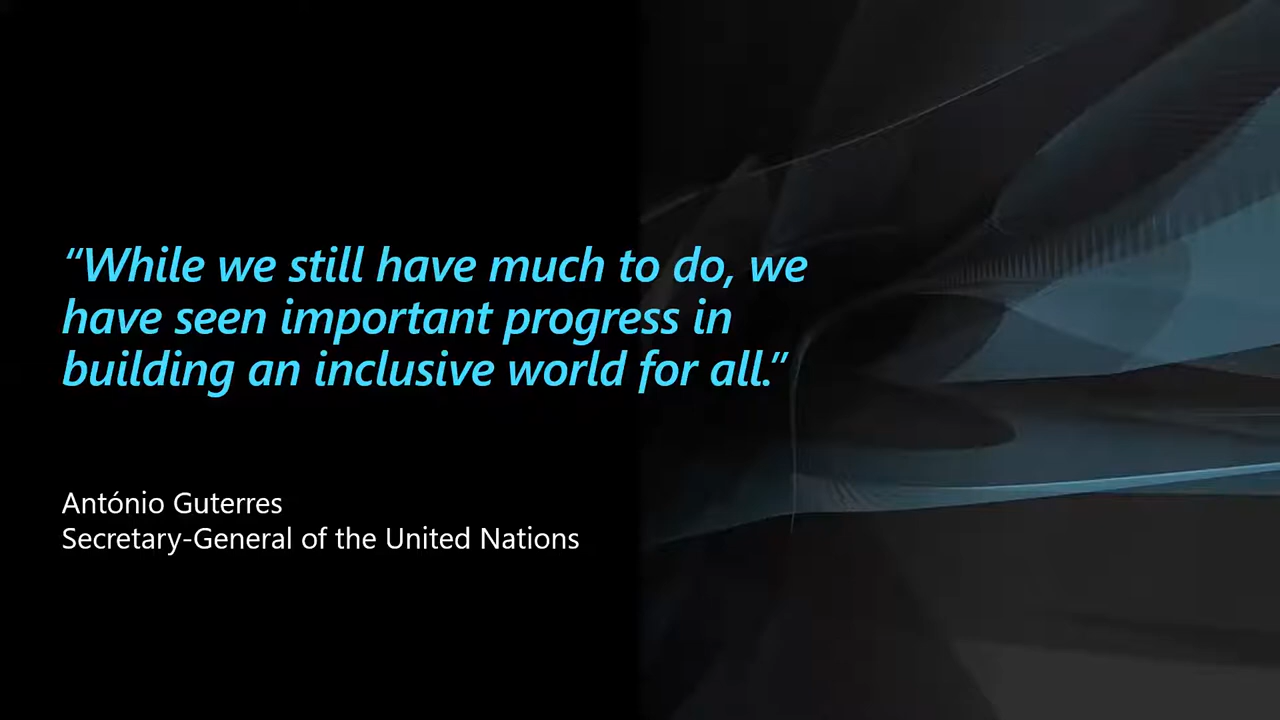 “While we still have much to do, we
have seen important progress in
building an inclusive world for all.”
António Guterres
Secretary-General of the United Nations